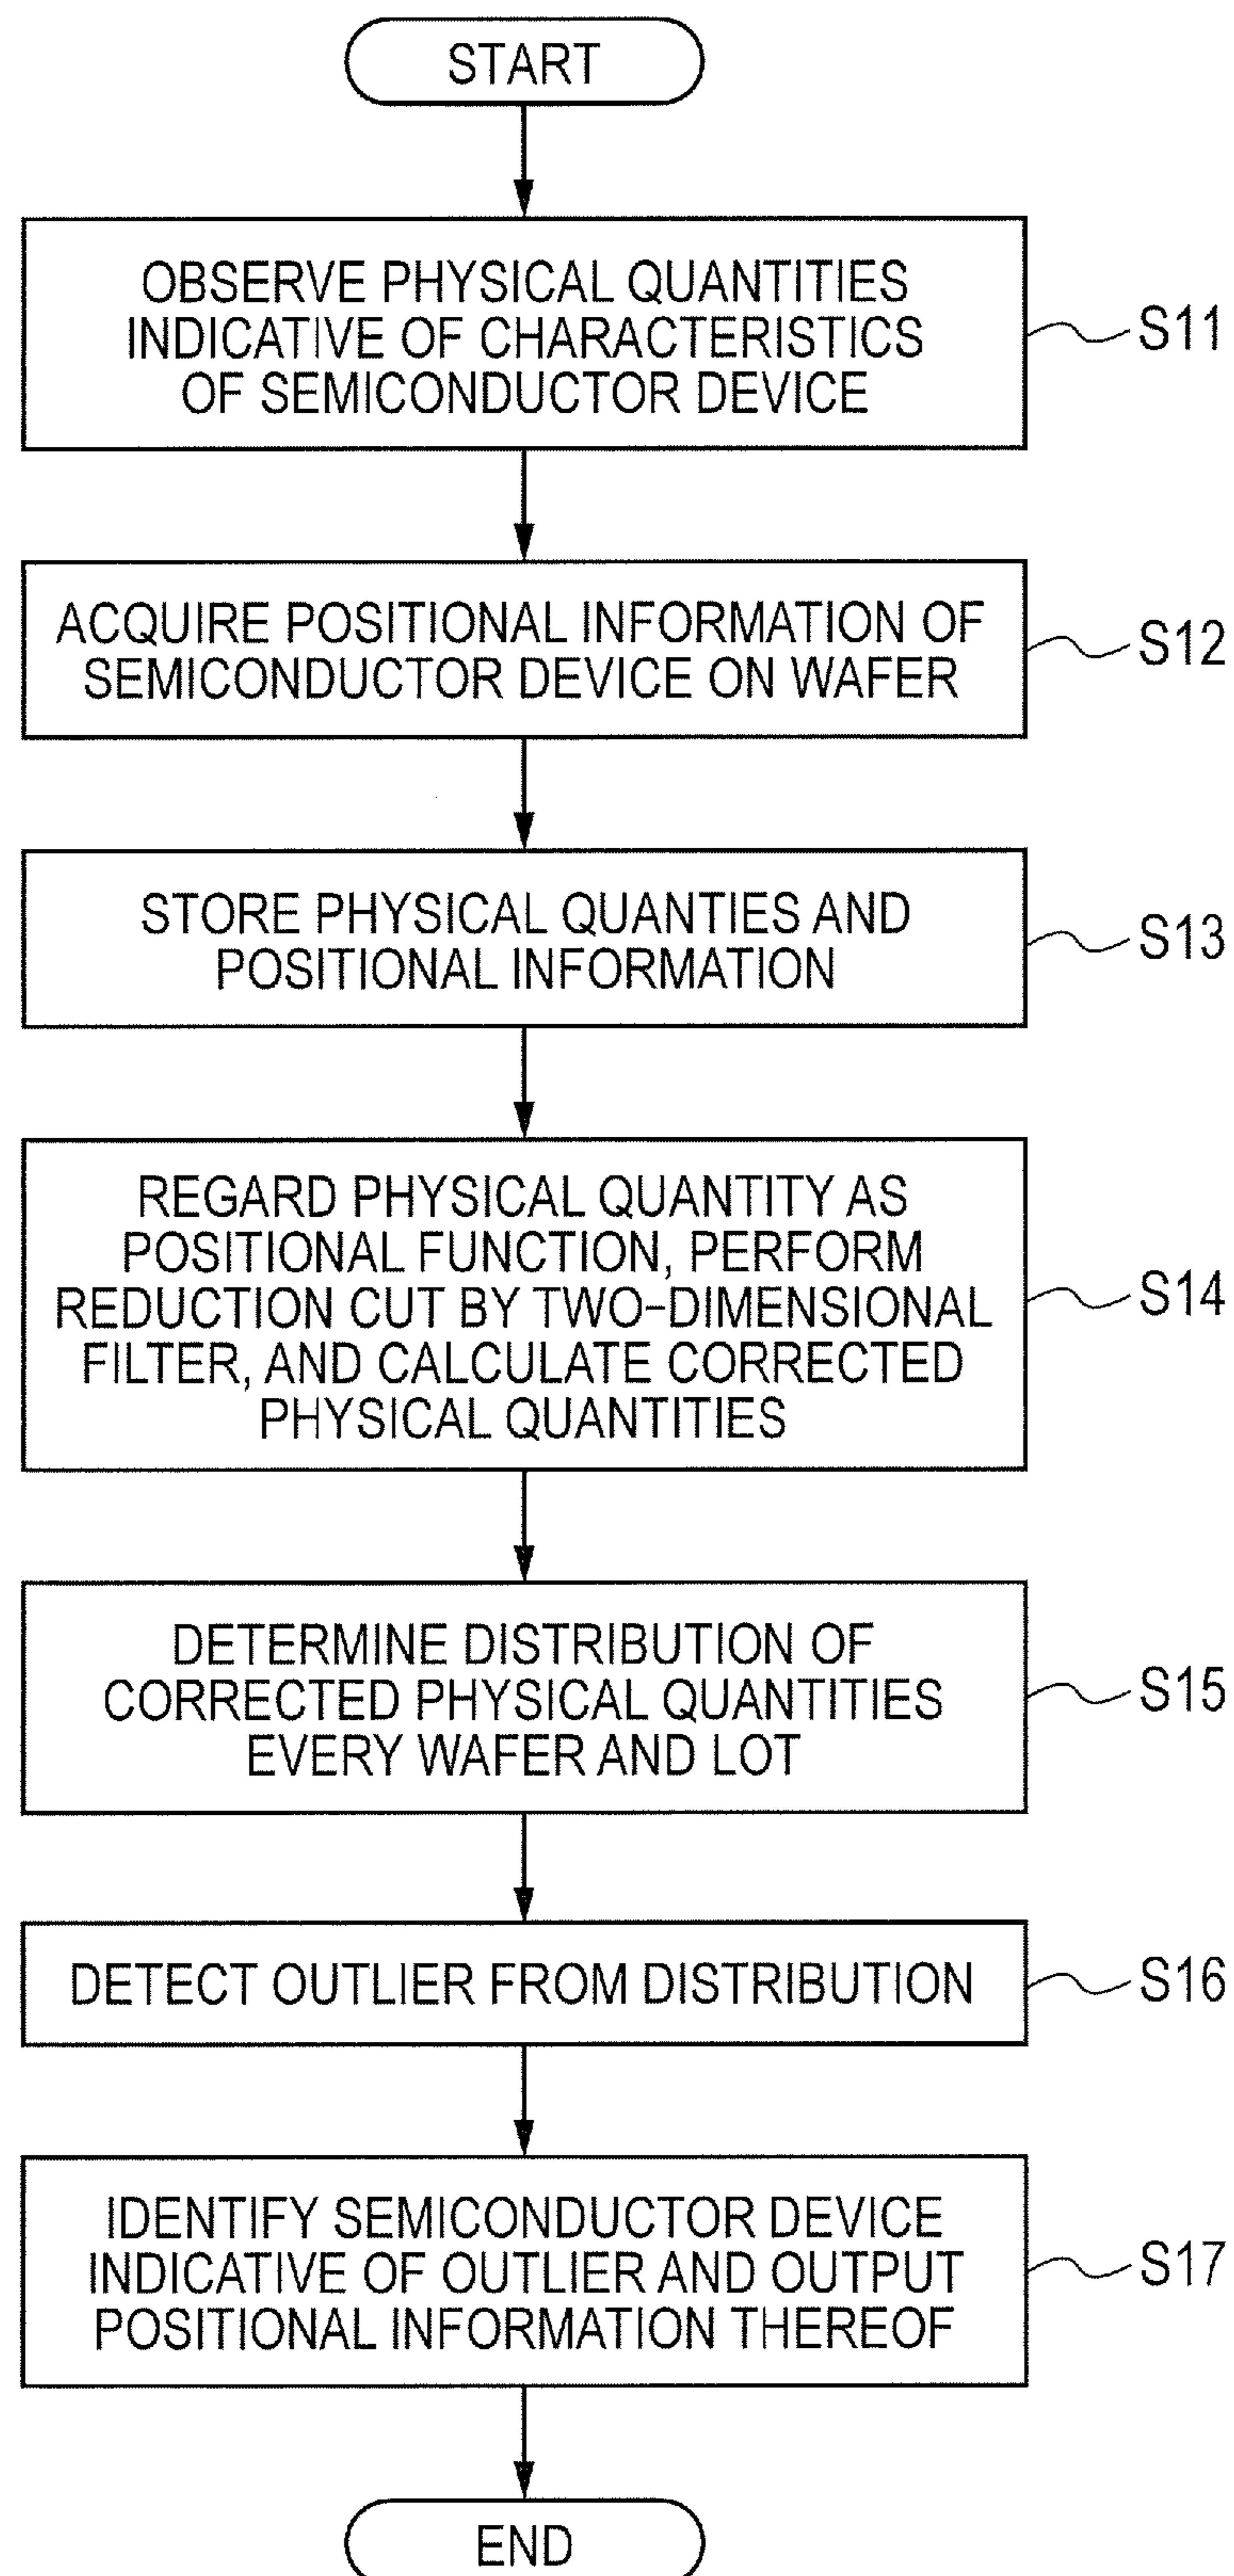 START
OBSERVE PHYSICAL QUANTITIES
INDICATIVE OF CHARACTERISTICS
OF SEMICONDUCTOR DEVICE
S11
ACQUIRE POSITIONAL INFORMATION OF
SEMICONDUCTOR DEVICE ON WAFER
S12
STORE PHYSICAL QUANTIES AND
POSITIONAL INFORMATION
S13
REGARD PHYSICAL QUANTITY AS
POSITIONAL FUNCTION, PERFORM
REDUCTION CUT BY TWO-DIMENSIONAL
FILTER, AND CALCULATE CORRECTED
PHYSICAL QUANTITIES
S14
DETERMINE DISTRIBUTION OF
CORRECTED PHYSICAL QUANTITIES
EVERY WAFER AND LOT
S15
DETECT OUTLIER FROM DISTRIBUTION
S16
IDENTIFY SEMICONDUCTOR DEVICE
INDICATIVE OF OUTLIER AND OUTPUT
POSITIONAL INFORMATION THEREOF
S17
END